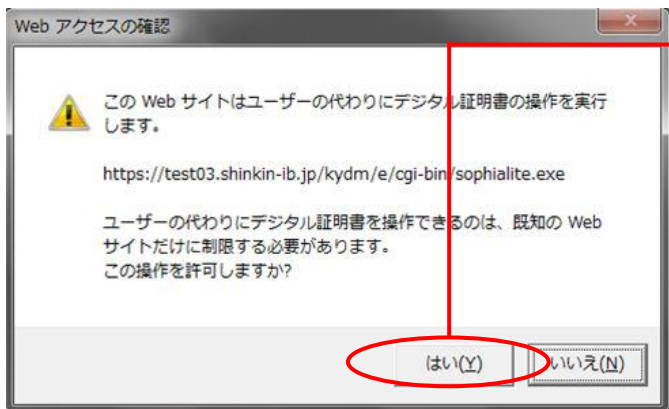 Web アクセスの確認
この Web サイトはユーザーの代わりにデジタル証明書の操作を実行
します。
https://test03.shinkin-ib.jp/kydm/e/cgi-bin/sophialite.exe
ユーザーの代わりにデジタル証明書を操作できるのは、既知の Web
サイトだけに制限する必要があります。
この操作を許可しますか?
はい(Y)
いいえ(N)